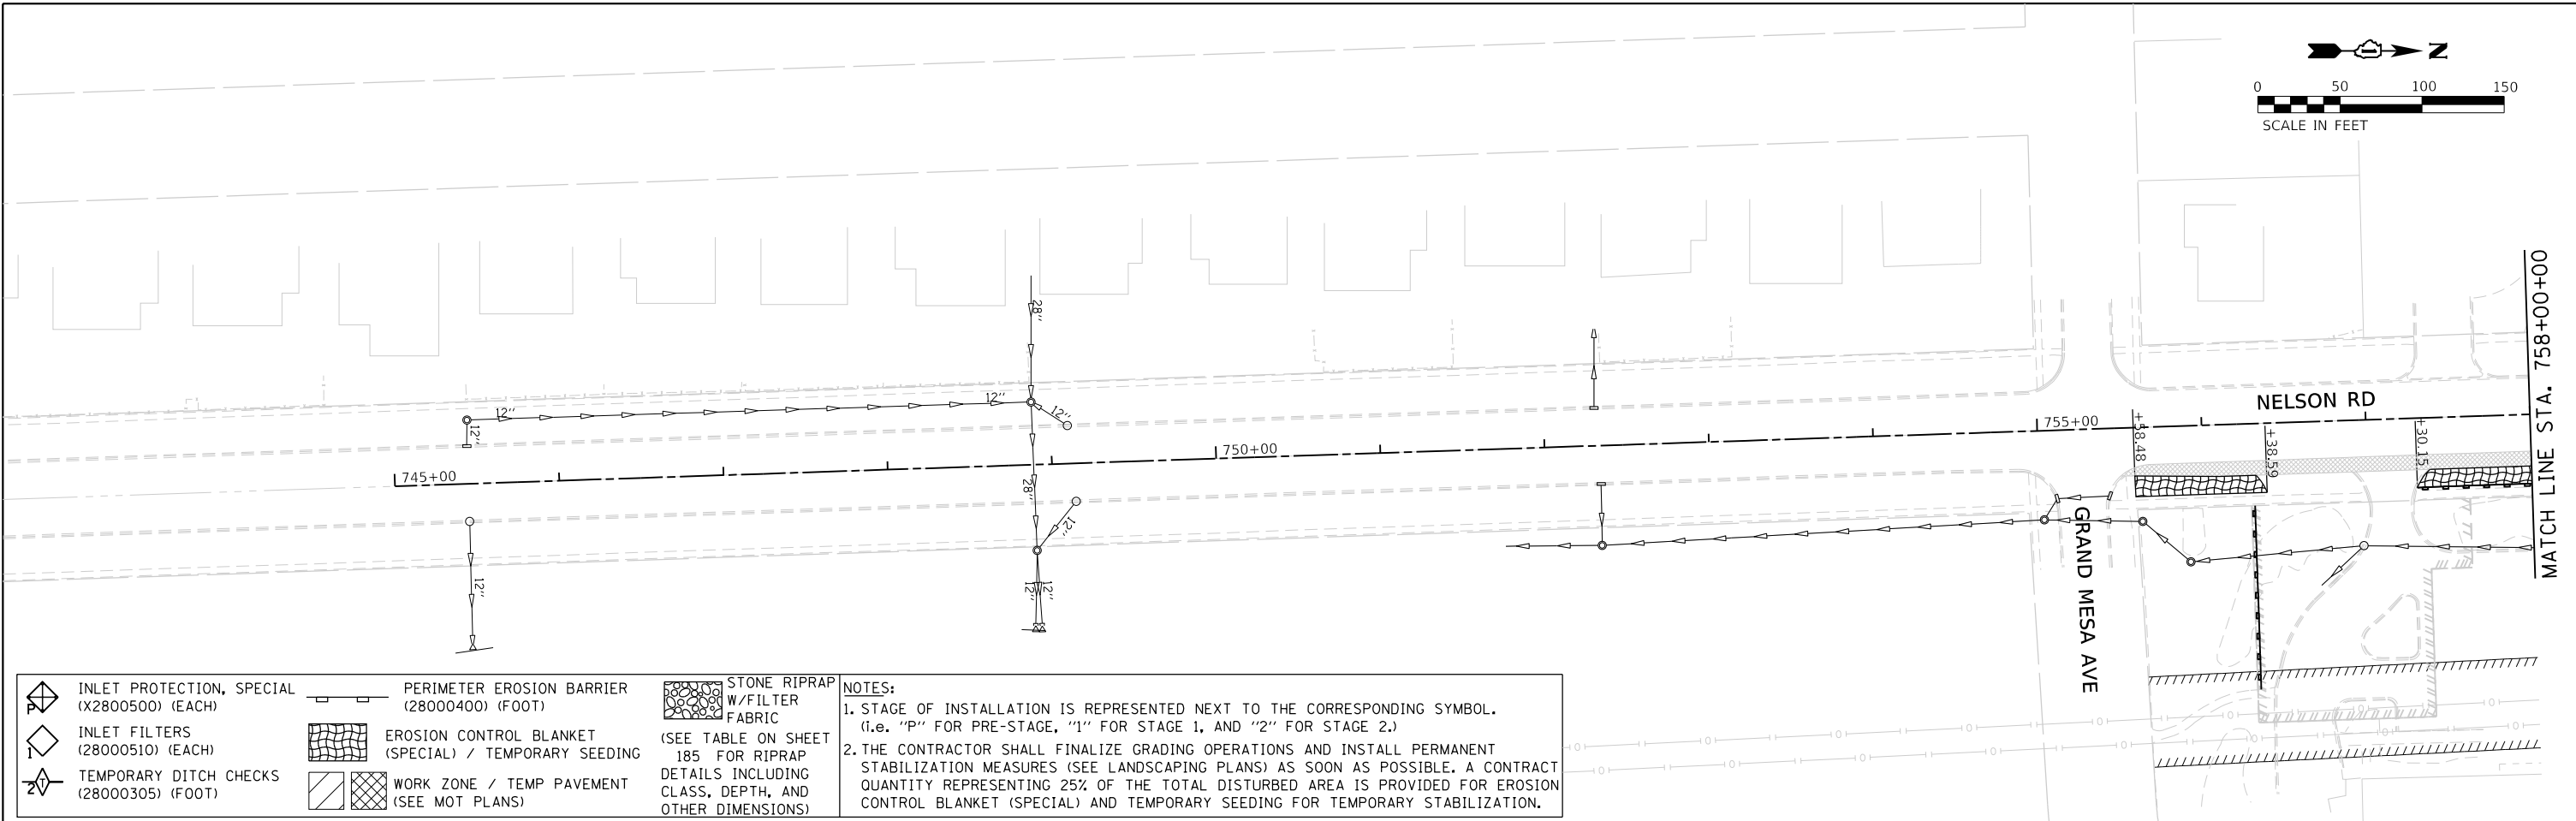 N
0 50 100 150
SCALE IN FEET
MATCH LINE STA. 758+00+00
28"
12"
12"
12"
12"
NELSON RD
745+00
750+00
755+00
+58.48
+38.59
+30.15
28"
12"
12"
12"
12"
GRAND MESA AVE
P
INLET PROTECTION, SPECIAL
(X2800500) (EACH)
1
INLET FILTERS
(28000510) (EACH)
2 T
TEMPORARY DITCH CHECKS
(28000305) (FOOT)
PERIMETER EROSION BARRIER
(28000400) (FOOT)
EROSION CONTROL BLANKET
(SPECIAL) / TEMPORARY SEEDING
WORK ZONE / TEMP PAVEMENT
(SEE MOT PLANS)
STONE RIPRAP
W/FILTER
FABRIC
(SEE TABLE ON SHEET
185 FOR RIPRAP
DETAILS INCLUDING
CLASS, DEPTH, AND
OTHER DIMENSIONS)
NOTES:
1. STAGE OF INSTALLATION IS REPRESENTED NEXT TO THE CORRESPONDING SYMBOL.
(i.e. "P" FOR PRE-STAGE, "1" FOR STAGE 1, AND "2" FOR STAGE 2.)
2. THE CONTRACTOR SHALL FINALIZE GRADING OPERATIONS AND INSTALL PERMANENT
STABILIZATION MEASURES (SEE LANDSCAPING PLANS) AS SOON AS POSSIBLE. A CONTRACT
QUANTITY REPRESENTING 25% OF THE TOTAL DISTURBED AREA IS PROVIDED FOR EROSION
CONTROL BLANKET (SPECIAL) AND TEMPORARY SEEDING FOR TEMPORARY STABILIZATION.